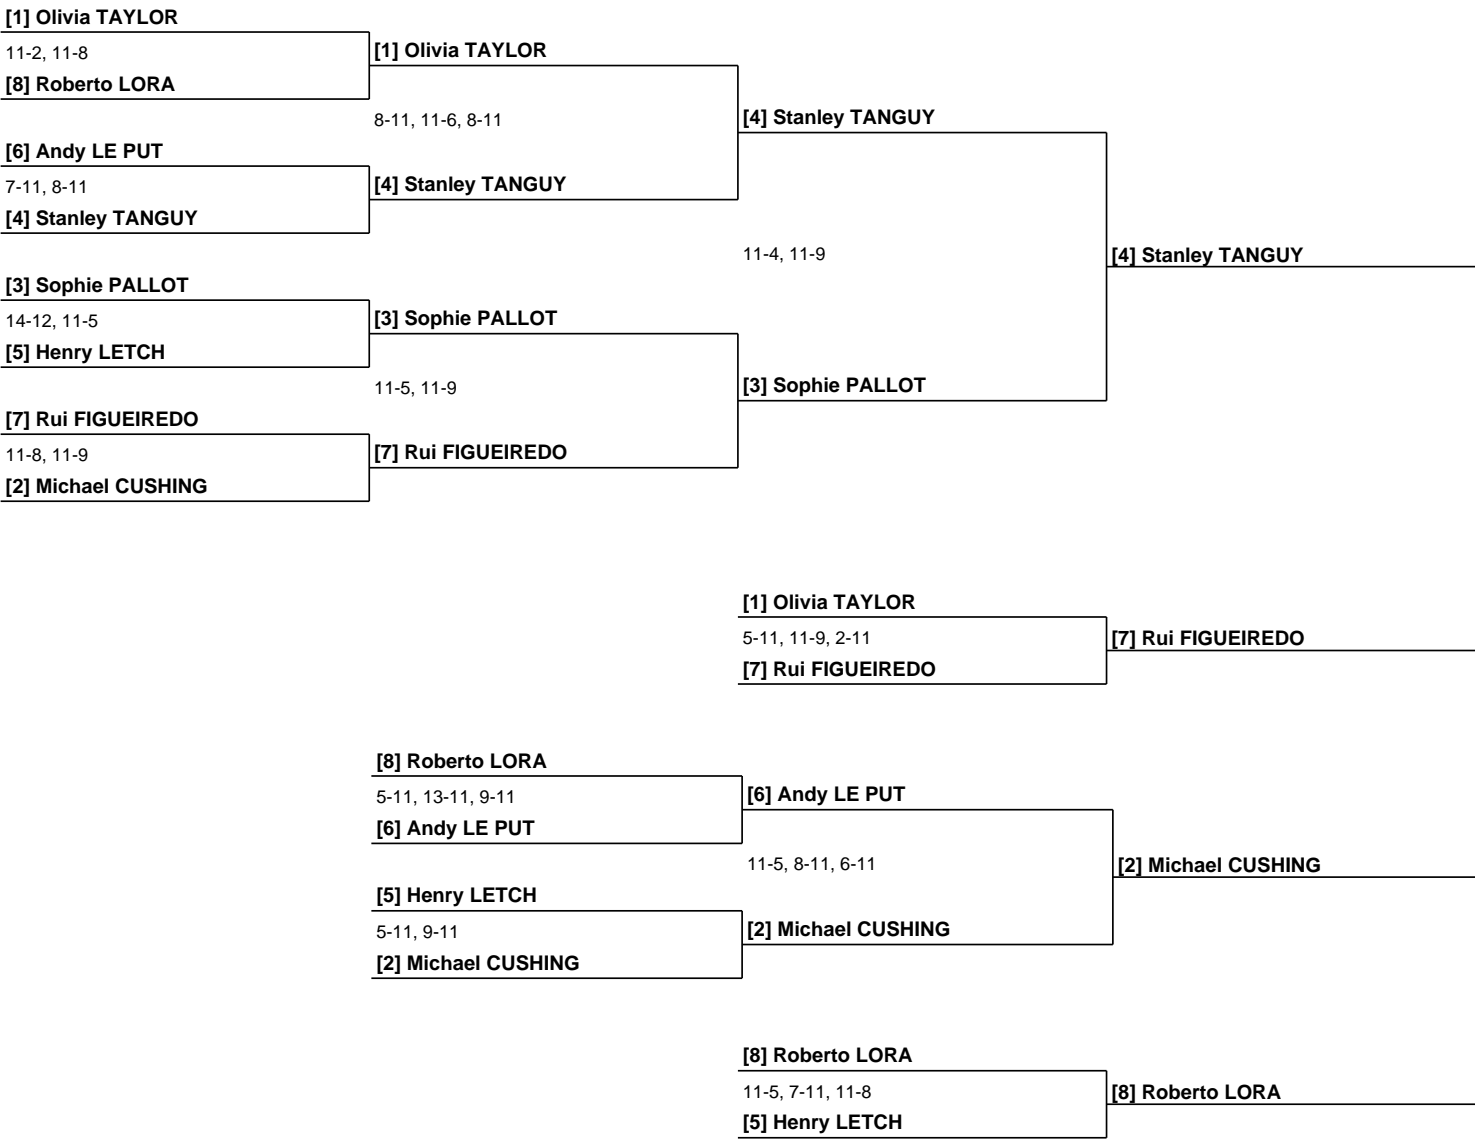 [1] Olivia TAYLOR
11-2, 11-8
[1] Olivia TAYLOR
[8] Roberto LORA
8-11, 11-6, 8-11
[4] Stanley TANGUY
[6] Andy LE PUT
7-11, 8-11
[4] Stanley TANGUY
[4] Stanley TANGUY
11-4, 11-9
[4] Stanley TANGUY
[3] Sophie PALLOT
14-12, 11-5
[3] Sophie PALLOT
[5] Henry LETCH
11-5, 11-9
[3] Sophie PALLOT
[7] Rui FIGUEIREDO
11-8, 11-9
[7] Rui FIGUEIREDO
[2] Michael CUSHING
[1] Olivia TAYLOR
5-11, 11-9, 2-11
[7] Rui FIGUEIREDO
[7] Rui FIGUEIREDO
[8] Roberto LORA
5-11, 13-11, 9-11
[6] Andy LE PUT
[6] Andy LE PUT
11-5, 8-11, 6-11
[2] Michael CUSHING
[5] Henry LETCH
5-11, 9-11
[2] Michael CUSHING
[2] Michael CUSHING
[8] Roberto LORA
11-5, 7-11, 11-8
[8] Roberto LORA
[5] Henry LETCH